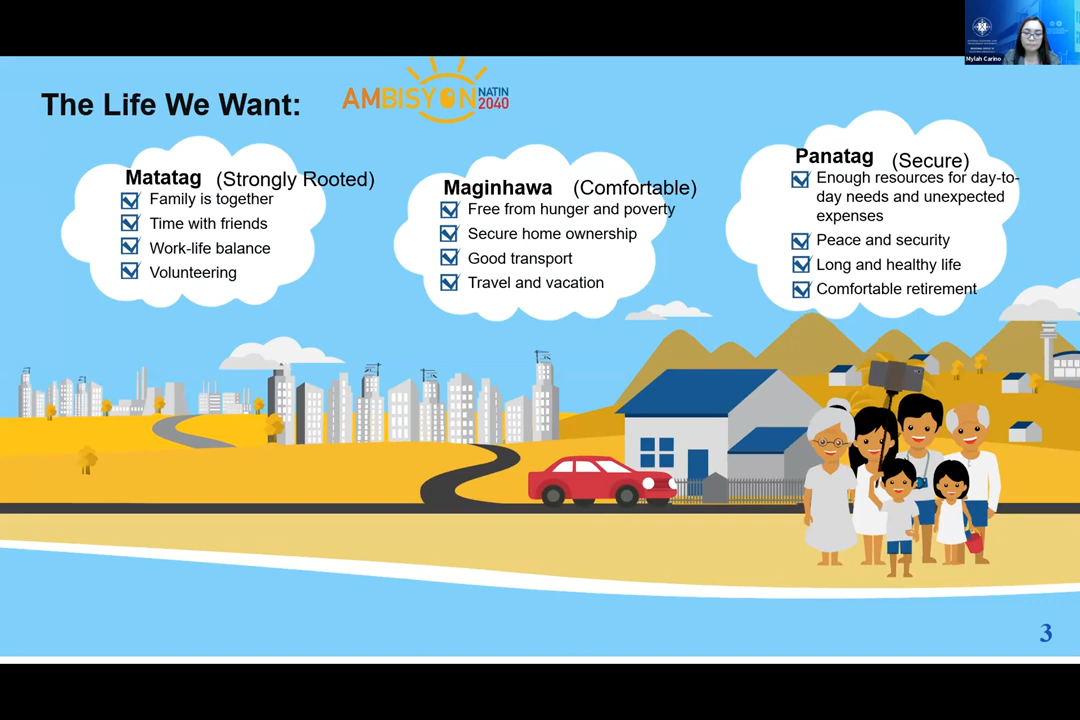 Mylah Carino
The Life We Want:
AMBISYON NATIN
2040
Matatag (Strongly Rooted)
Family is together
Time with friends
Work-life balance
Volunteering
Maginhawa (Comfortable)
Free from hunger and poverty
Secure home ownership
Good transport
Travel and vacation
Panatag (Secure)
Enough resources for day-to-
day needs and unexpected
expenses
Peace and security
Long and healthy life
Comfortable retirement
3